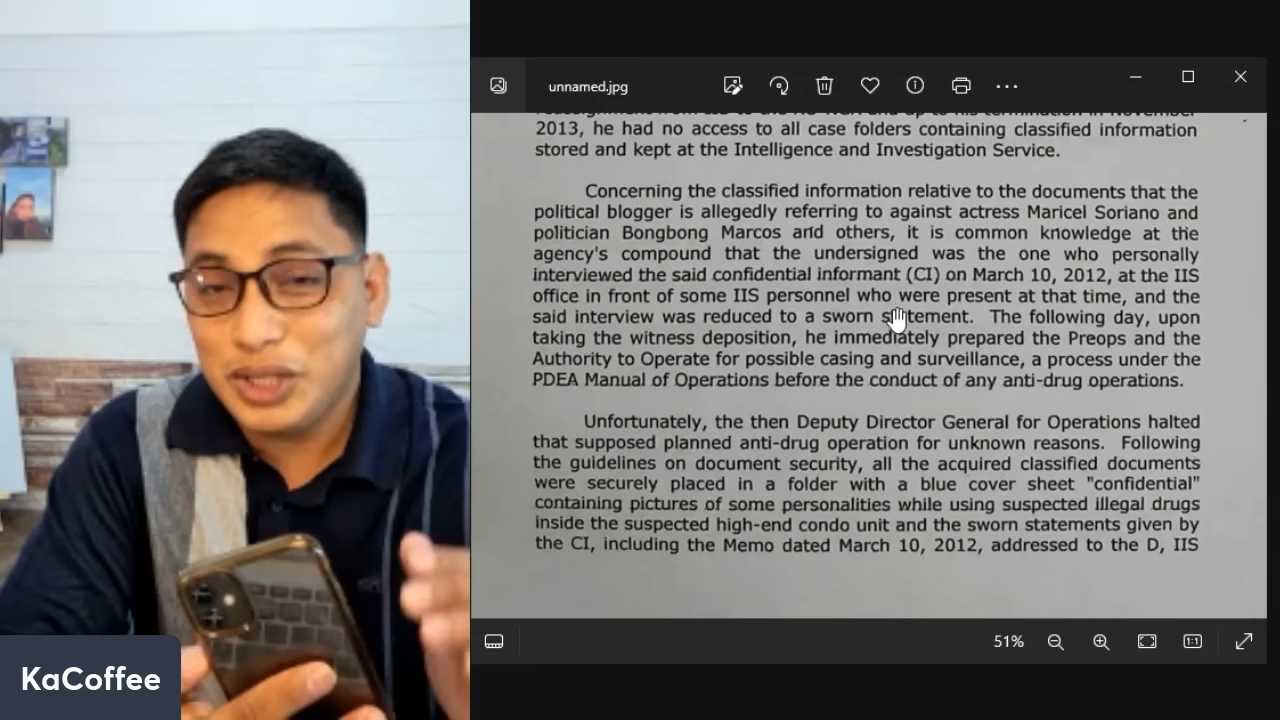 unnamed.jpg
2013, he had no access to all case folders containing classified information
stored and kept at the Intelligence and Investigation Service.
Concerning the classified information relative to the documents that the
political blogger is allegedly referring to against actress Maricel Soriano and
politician Bongbong Marcos and others, it is common knowledge at the
agency's compound that the undersigned was the one who personally
interviewed the said confidential informant (CI) on March 10, 2012, at the IIS
office in front of some IIS personnel who were present at that time, and the
said interview was reduced to a sworn statement. The following day, upon
taking the witness deposition, he immediately prepared the Preops and the
Authority to Operate for possible casing and surveillance, a process under the
PDEA Manual of Operations before the conduct of any anti-drug operations.
Unfortunately, the then Deputy Director General for Operations halted
that supposed planned anti-drug operation for unknown reasons. Following
the guidelines on document security, all the acquired classified documents
were securely placed in a folder with a blue cover sheet "confidential"
containing pictures of some personalities while using suspected illegal drugs
inside the suspected high-end condo unit and the sworn statements given by
the CI, including the Memo dated March 10, 2012, addressed to the D, IIS
51%
1:1
KaCoffee